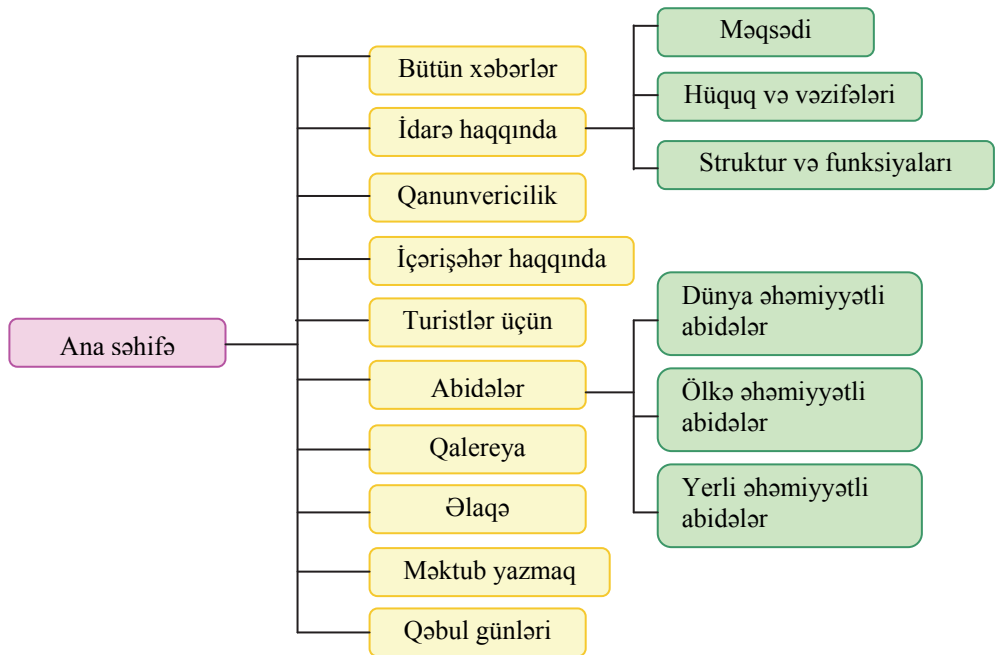 Ana səhifə
Bütün xəbərlər
İdarə haqqında
Qanunvericilik
İçərişəhər haqqında
Turistlər üçün
Abidələr
Qalereya
Əlaqə
Məktub yazmaq
Qəbul günləri
Məqsədi
Hüquq və vəzifələri
Struktur və funksiyaları
Dünya əhəmiyyətli
abidələr
Ölkə əhəmiyyətli
abidələr
Yerli əhəmiyyətli
abidələr